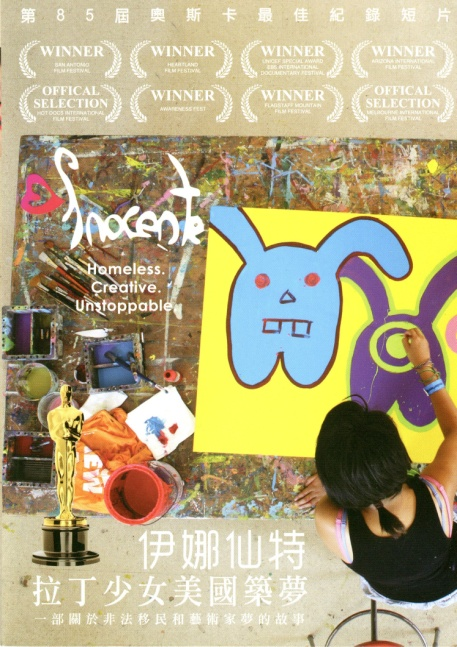 第85屆奧斯卡最佳紀錄短片
WINNER
SAN ANTONIO
FILM FESTIVAL
WINNER
HEARTLAND
FILM FESTIVAL
WINNER
UNICEF SPECIAL AWARD
EBS INTERNATIONAL
DOCUMENTARY FESTIVAL
WINNER
ARIZONA INTERNATIONAL
FILM FESTIVAL
OFFICAL
SELECTION
HOT DOCS INTERNATIONAL
FILM FESTIVAL
WINNER
AWARENESS FEST
WINNER
FLAGSTAFF MOUNTAIN
FILM FESTIVAL
OFFICAL
SELECTION
MELBOURNE INTERNATIONAL
FILM FESTIVAL
Inocente
Homeless.
Creative.
Unstoppable.
伊娜仙特
拉丁少女美國築夢
一部關於非法移民和藝術家夢的故事